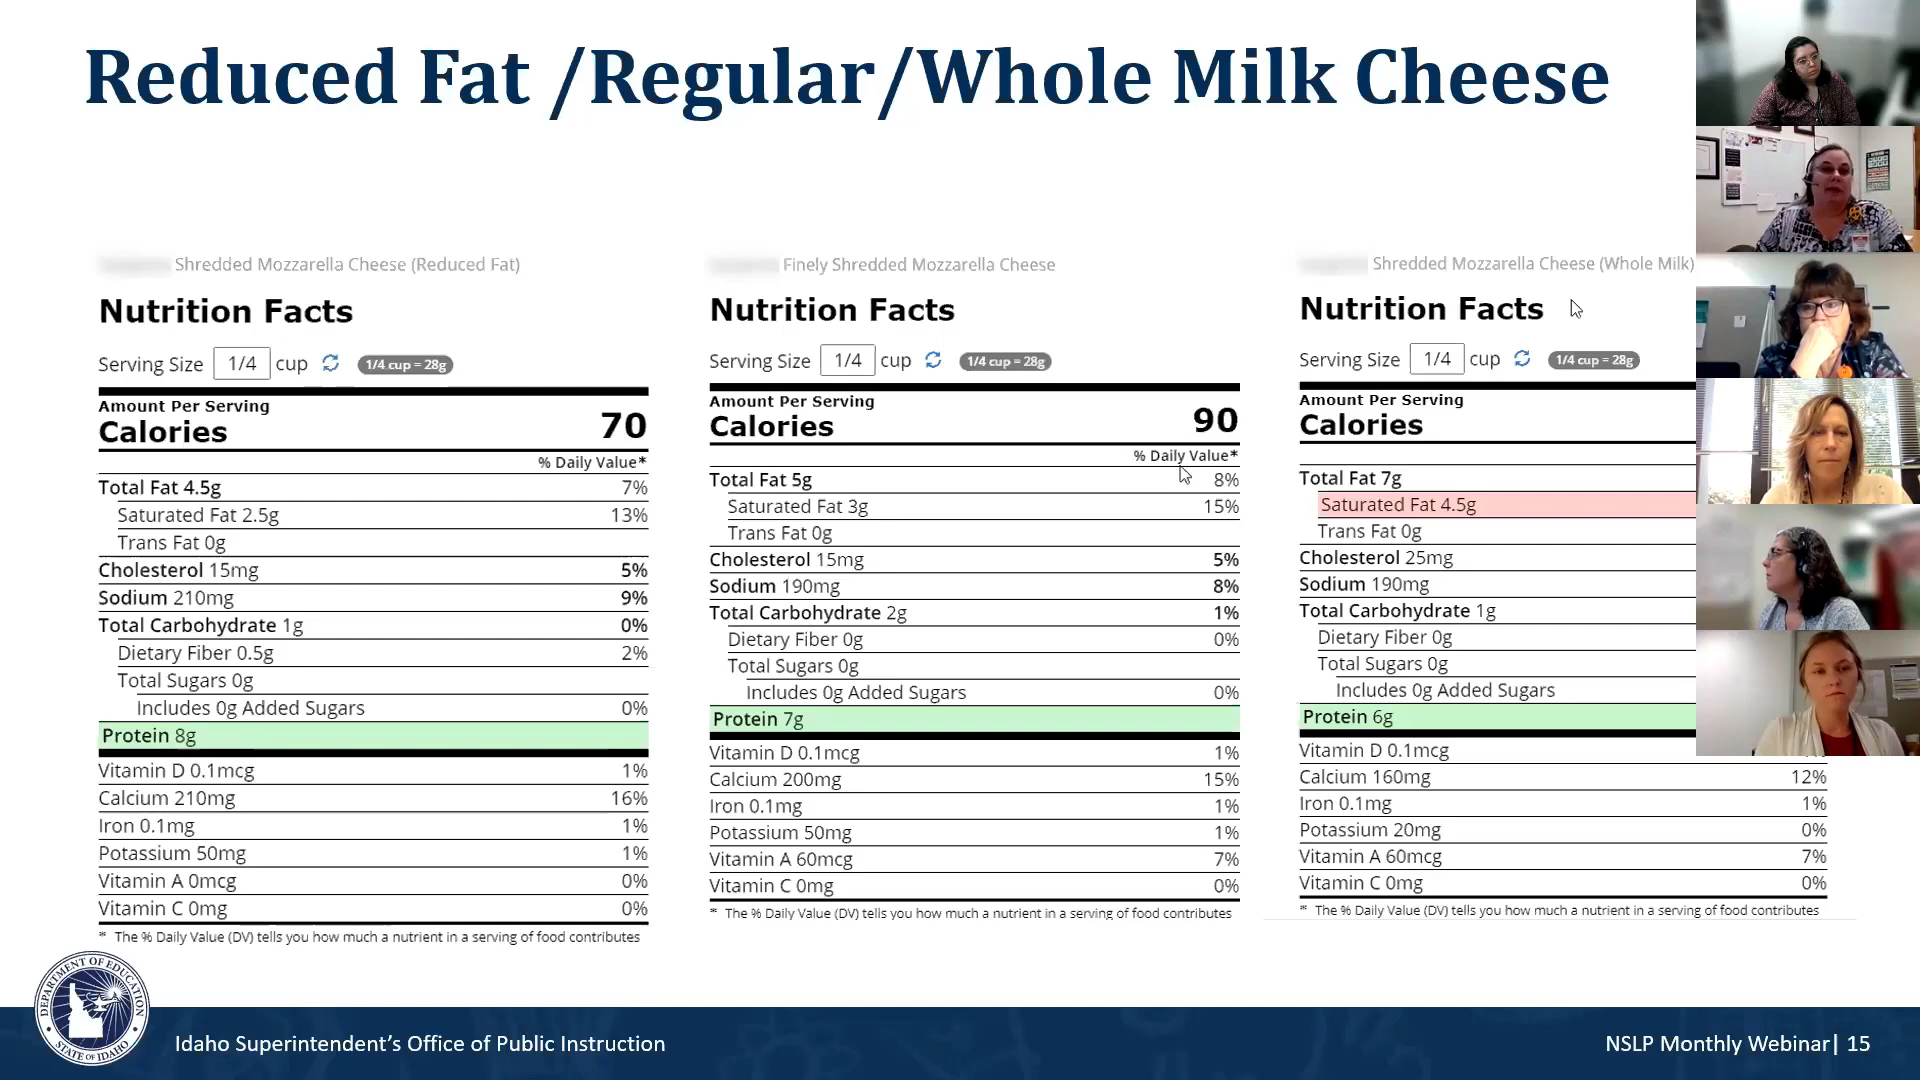 Reduced Fat /Regular/Whole Milk Cheese
Shredded Mozzarella Cheese (Reduced Fat)
Nutrition Facts
Serving Size 1/4 cup 1/4 cup = 28g
Amount Per Serving
Calories 70
% Daily Value*
Total Fat 4.5g 7%
Saturated Fat 2.5g 13%
Trans Fat 0g
Cholesterol 15mg 5%
Sodium 210mg 9%
Total Carbohydrate 1g 0%
Dietary Fiber 0.5g 2%
Total Sugars 0g
Includes 0g Added Sugars 0%
Protein 8g
Vitamin D 0.1mcg 1%
Calcium 210mg 16%
Iron 0.1mg 1%
Potassium 50mg 1%
Vitamin A 0mcg 0%
Vitamin C 0mg 0%
* The % Daily Value (DV) tells you how much a nutrient in a serving of food contributes
Finely Shredded Mozzarella Cheese
Nutrition Facts
Serving Size 1/4 cup 1/4 cup = 28g
Amount Per Serving
Calories 90
% Daily Value*
Total Fat 5g 8%
Saturated Fat 3g 15%
Trans Fat 0g
Cholesterol 15mg 5%
Sodium 190mg 8%
Total Carbohydrate 2g 1%
Dietary Fiber 0g 0%
Total Sugars 0g
Includes 0g Added Sugars 0%
Protein 7g
Vitamin D 0.1mcg 1%
Calcium 200mg 15%
Iron 0.1mg 1%
Potassium 50mg 1%
Vitamin A 60mcg 7%
Vitamin C 0mg 0%
* The % Daily Value (DV) tells you how much a nutrient in a serving of food contributes
Shredded Mozzarella Cheese (Whole Milk)
Nutrition Facts
Serving Size 1/4 cup 1/4 cup = 28g
Amount Per Serving
Calories
Total Fat 7g
Saturated Fat 4.5g
Trans Fat 0g
Cholesterol 25mg
Sodium 190mg
Total Carbohydrate 1g
Dietary Fiber 0g
Total Sugars 0g
Includes 0g Added Sugars
Protein 6g
Vitamin D 0.1mcg
Calcium 160mg 12%
Iron 0.1mg 1%
Potassium 20mg 0%
Vitamin A 60mcg 7%
Vitamin C 0mg 0%
* The % Daily Value (DV) tells you how much a nutrient in a serving of food contributes
DEPARTMENT OF EDUCATION
STATE OF IDAHO
Idaho Superintendent's Office of Public Instruction
NSLP Monthly Webinar| 15